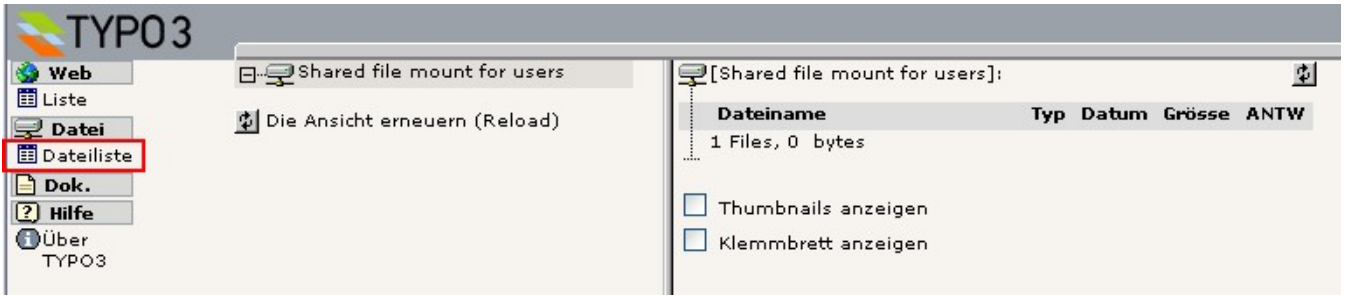 TYPO3
Web
Liste
Datei
Dateiliste
Dok.
Hilfe
Über
TYPO3
Shared file mount for users
Die Ansicht erneuern (Reload)
[Shared file mount for users]:
Dateiname Typ Datum Grösse ANTW
1 Files, 0 bytes
Thumbnails anzeigen
Klemmbrett anzeigen